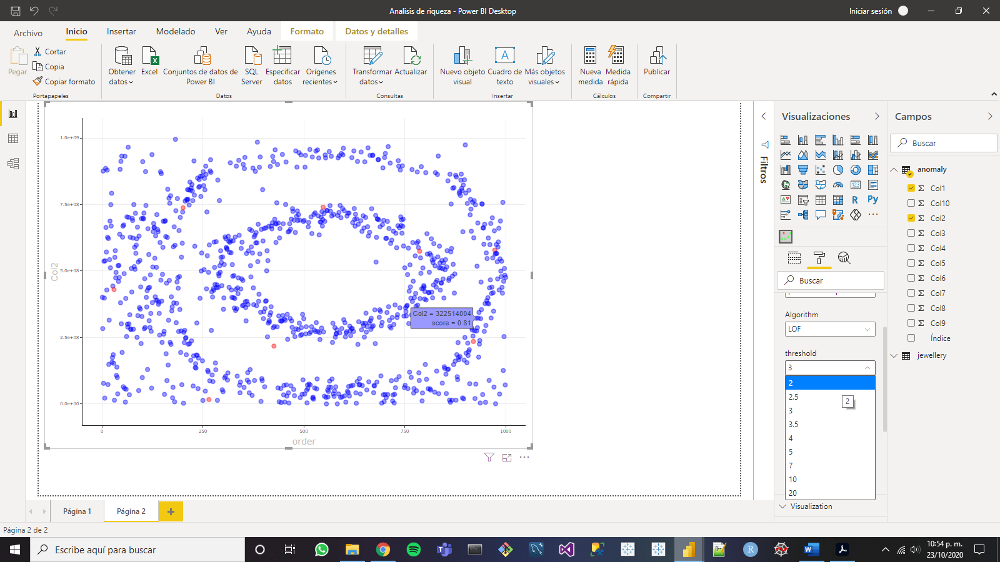 Analisis de riqueza - Power BI Desktop
Iniciar sesión
Archivo
Inicio
Insertar
Modelado
Ver
Ayuda
Formato
Datos y detalles
Pegar
Cortar
Copia
Copiar formato
Portapapeles
Obtener
datos
Excel
Conjuntos de datos de
Power BI
SQL
Server
Especificar
datos
Orígenes
recientes
Datos
Transformar
datos
Actualizar
Consultas
Nuevo objeto
visual
Cuadro de
texto
Más objetos
visuales
Insertar
Nueva
medida
Medida
rápida
Cálculos
Publicar
Compartir
1.0e+09
7.5e+08
5.0e+08
2.5e+08
0.0e+00
Col2
0
250
500
750
1000
order
Col2 = 322514004
score = 0.81
Filtros
Visualizaciones
R
Py
Buscar
Algorithm
LOF
threshold
3
2
2.5
3
3.5
4
5
7
10
20
2
Visualization
Campos
Buscar
anomaly
Col1
Col10
Col2
Col3
Col4
Col5
Col6
Col7
Col8
Col9
Índice
jewellery
Página 1
Página 2
Página 2 de 2
Escribe aquí para buscar
10:54 p. m.
23/10/2020